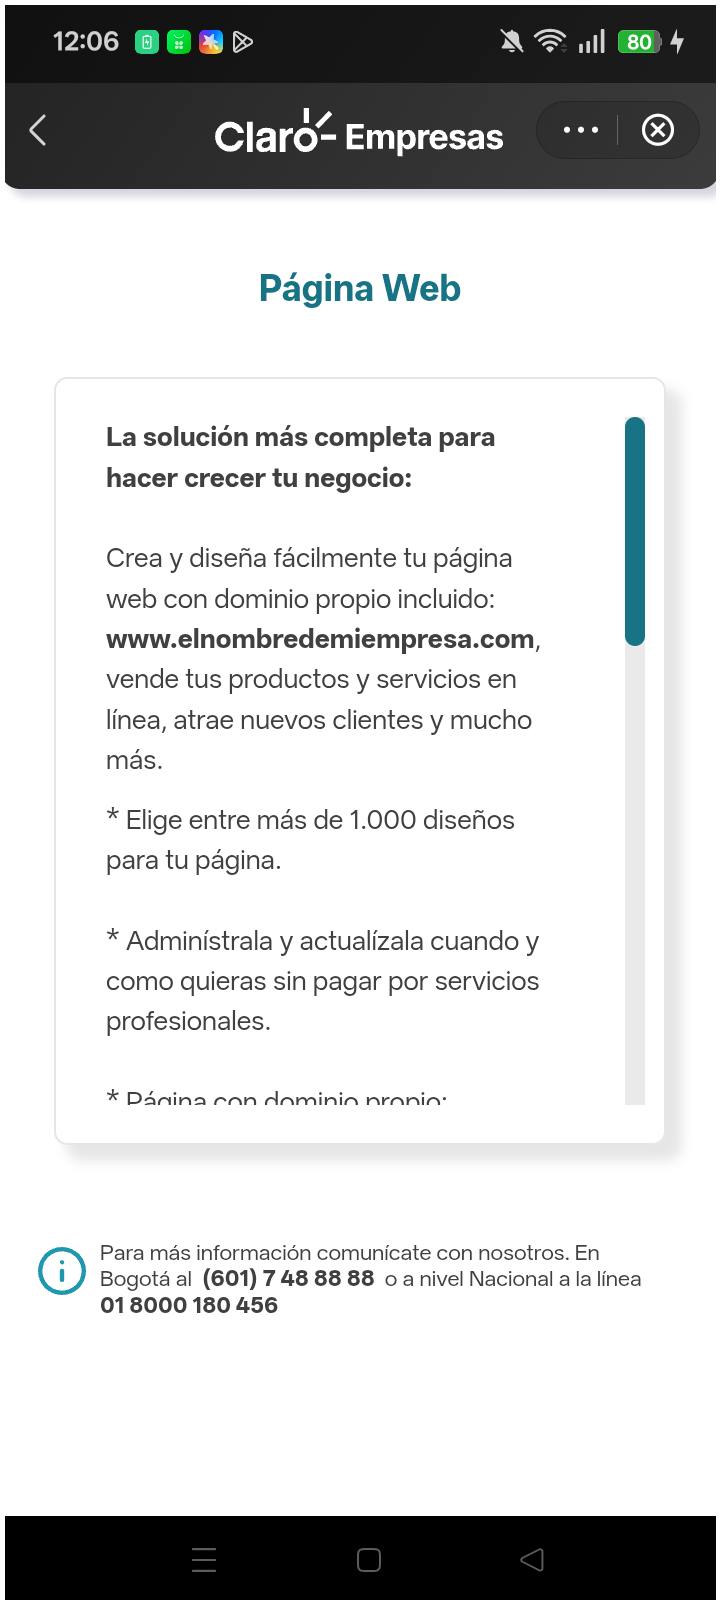 12:06
80
Claro Empresas
Página Web
La solución más completa para
hacer crecer tu negocio:
Crea y diseña fácilmente tu página
web con dominio propio incluido:
www.elnombredemiempresa.com,
vende tus productos y servicios en
línea, atrae nuevos clientes y mucho
más.
* Elige entre más de 1.000 diseños
para tu página.
* Adminístrala y actualízala cuando y
como quieras sin pagar por servicios
profesionales.
* Página con dominio propio:
Para más información comunícate con nosotros. En
Bogotá al (601) 7 48 88 88 o a nivel Nacional a la línea
01 8000 180 456